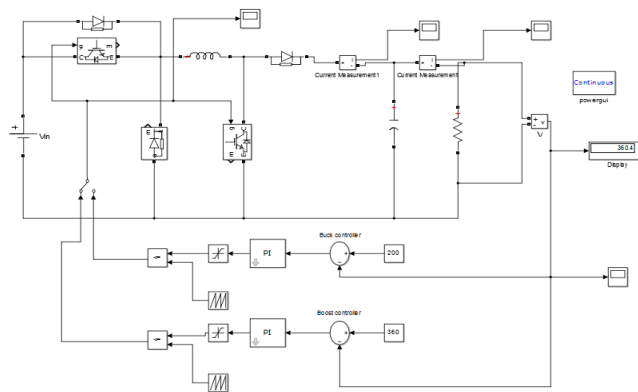 g
m
C
E
Vin
m
g
C
m
E
Current Measurement1
Current Measurement
Continuous
powergui
v
V
360.4
Display
Buck controller
PI
200
Boost controller
PI
360